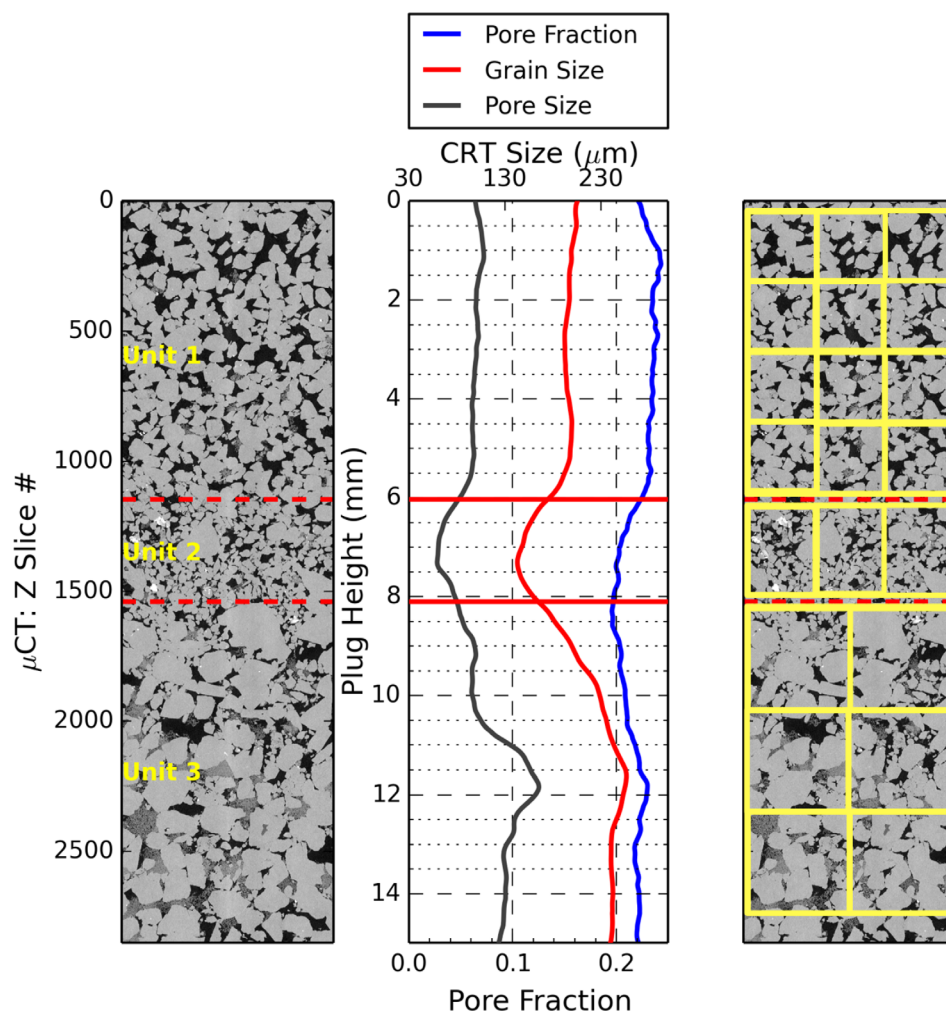 Pore Fraction
Grain Size
Pore Size
CRT Size (μm)
30 130 230
0
500
1000
1500
2000
2500
μCT: Z Slice #
Unit 1
Unit 2
Unit 3
0
2
4
6
8
10
12
14
Plug Height (mm)
0.0 0.1 0.2
Pore Fraction